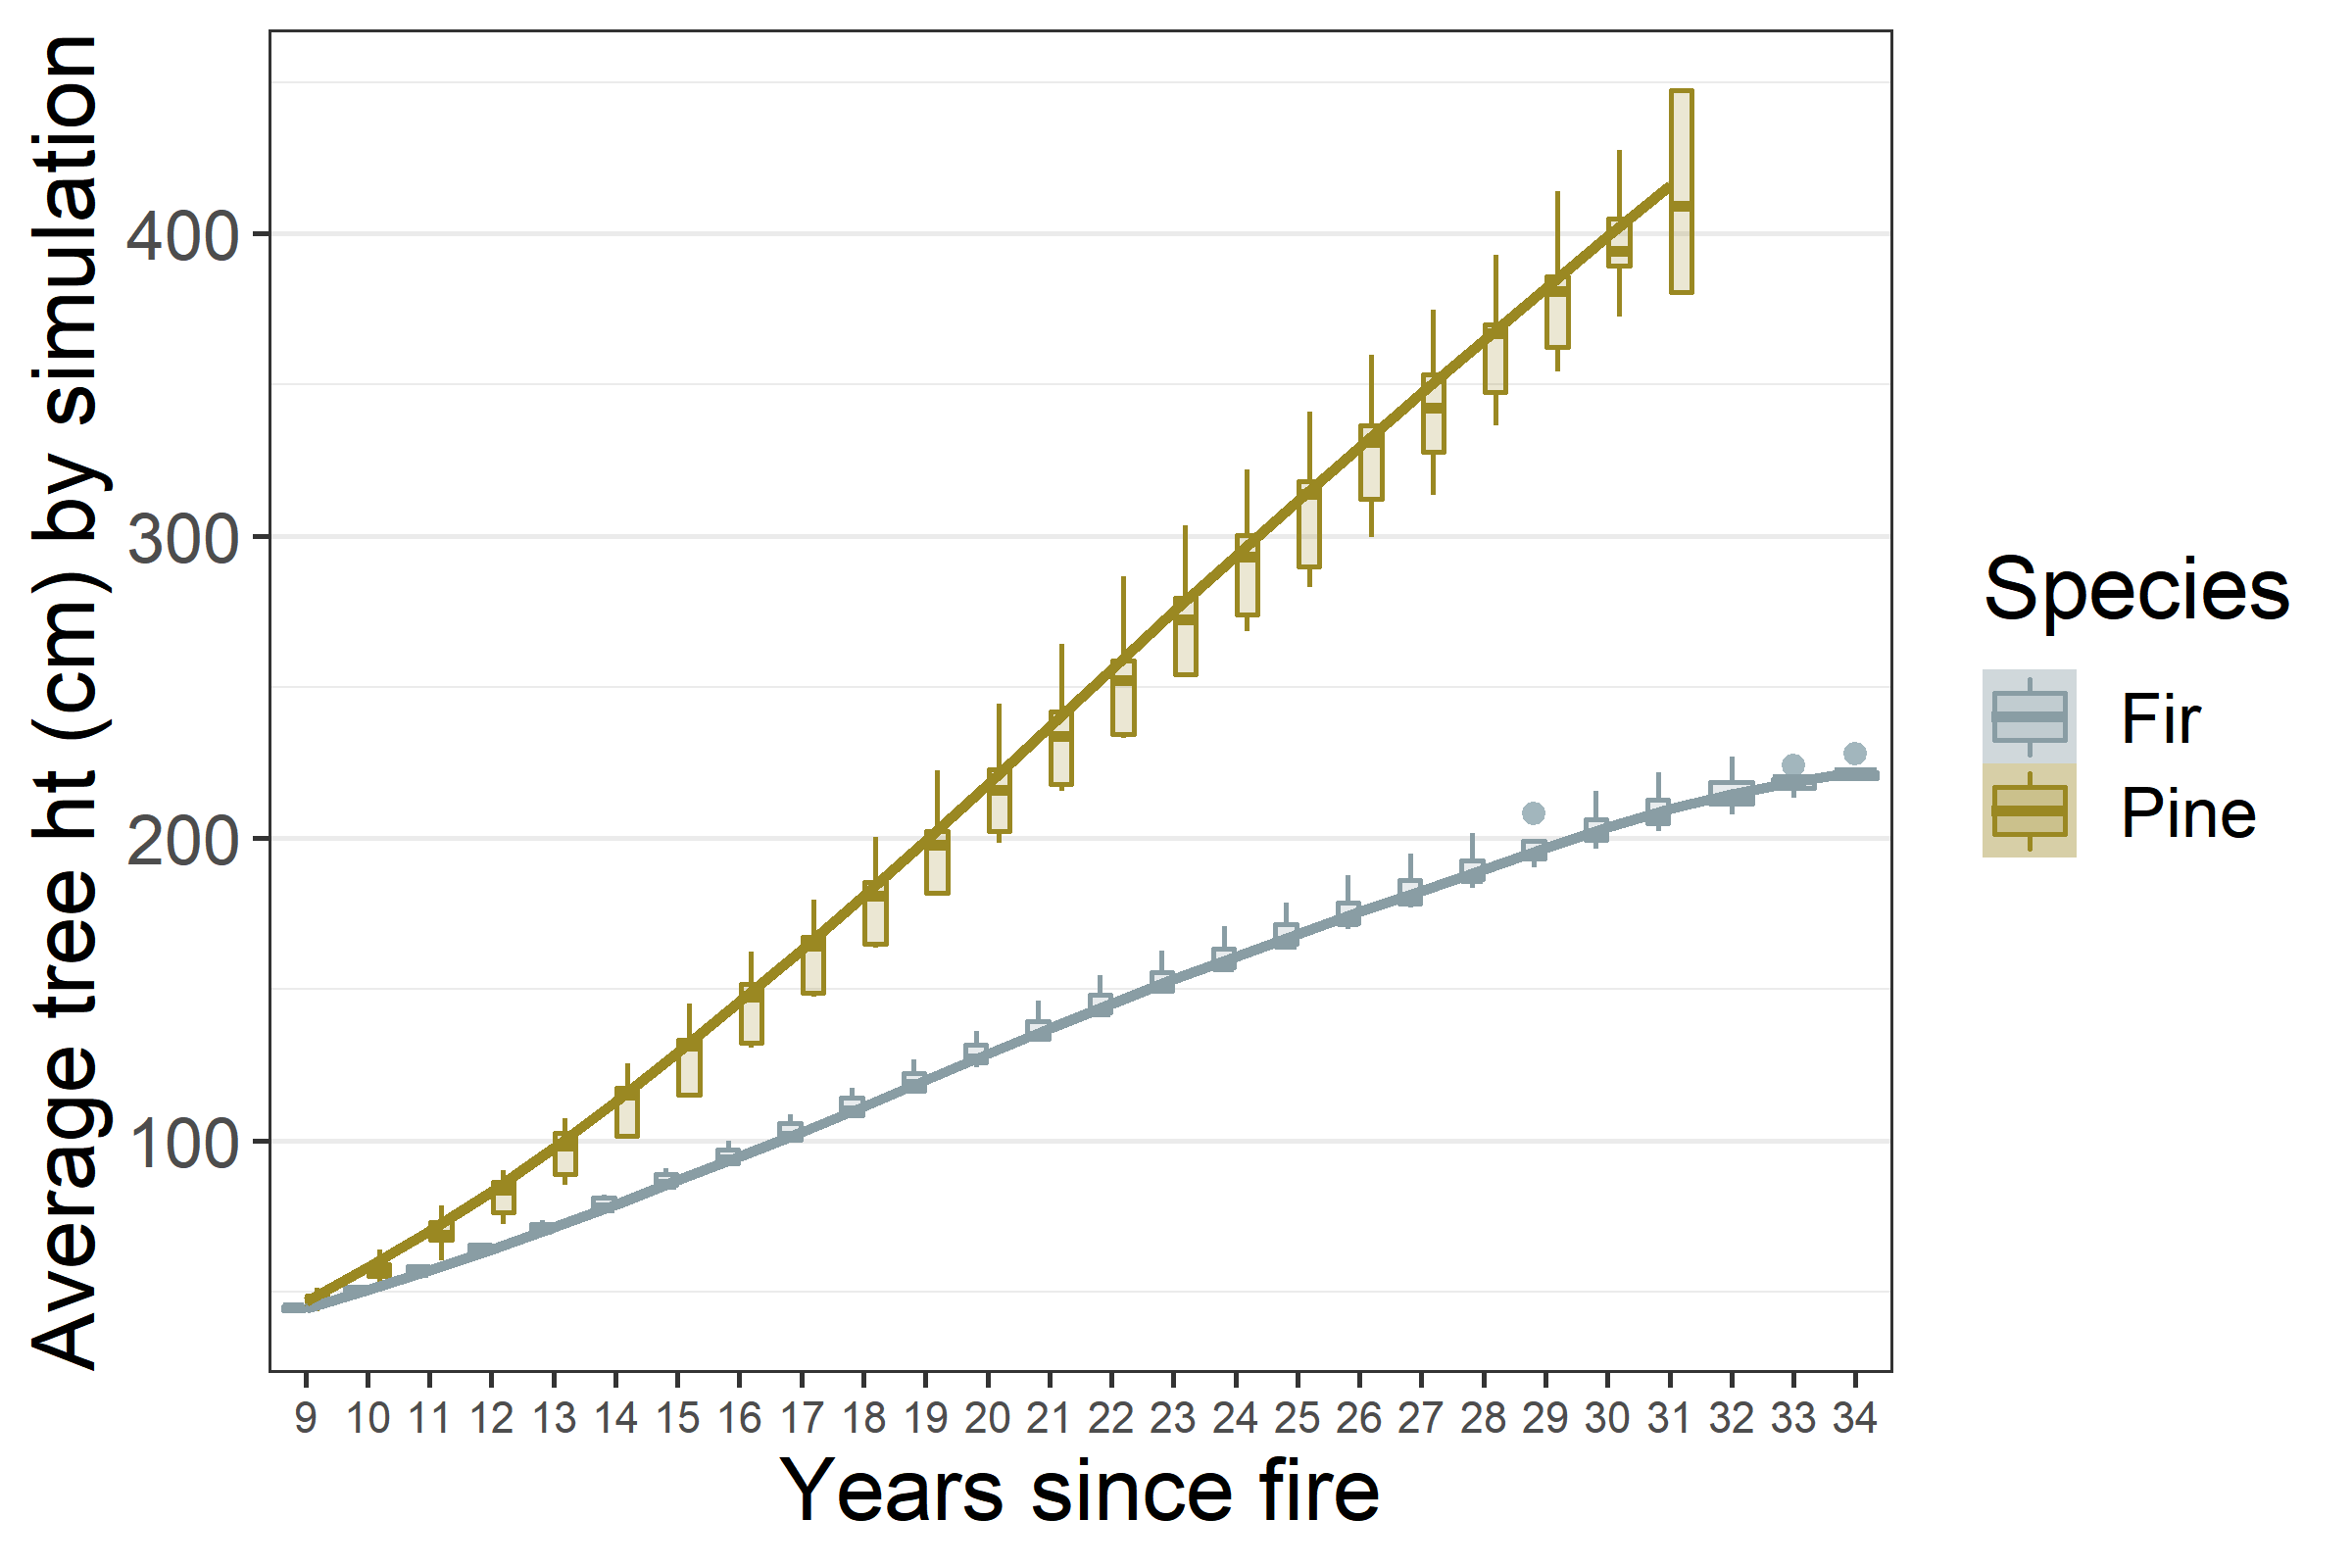 Average tree ht (cm) by simulation
400
300
200
100
9 10 11 12 13 14 15 16 17 18 19 20 21 22 23 24 25 26 27 28 29 30 31 32 33 34
Years since fire
Species
Fir
Pine